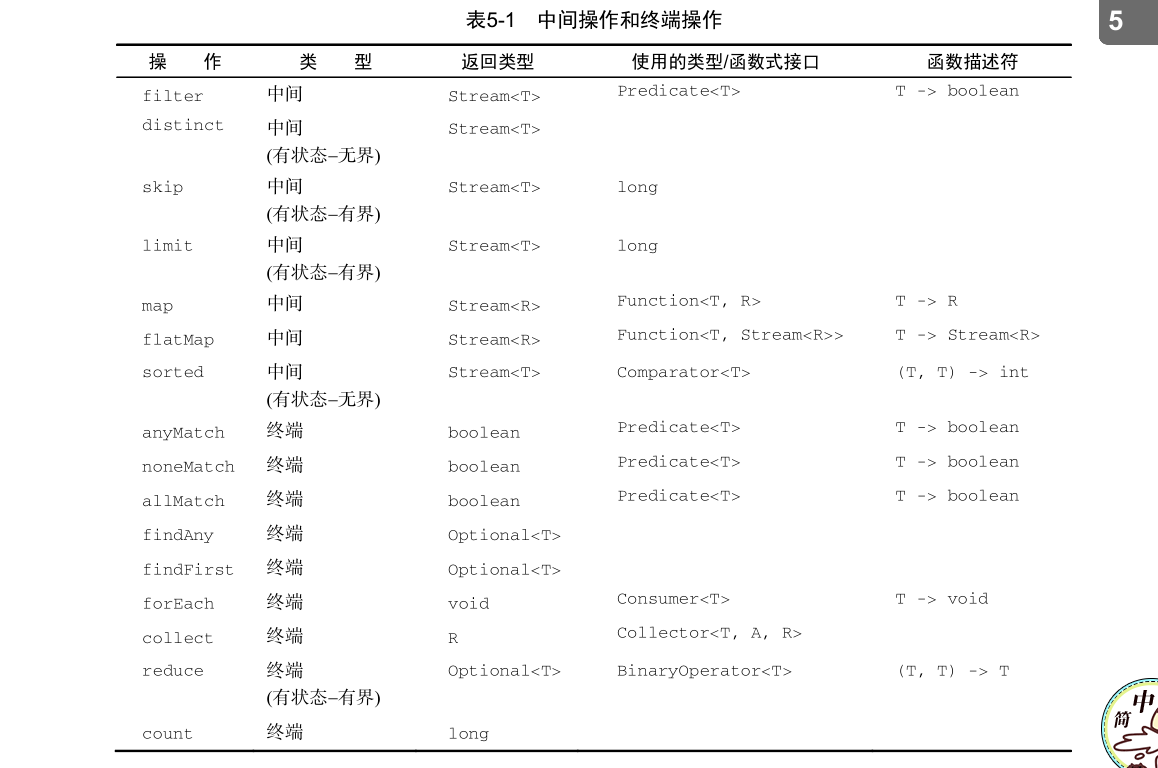 表5-1 中间操作和终端操作
5
操 作 类 型 返回类型 使用的类型/函数式接口 函数描述符
filter 中间 Stream<T> Predicate<T> T -> boolean
distinct 中间 Stream<T>
(有状态–无界)
skip 中间 Stream<T> long
(有状态–有界)
limit 中间 Stream<T> long
(有状态–有界)
map 中间 Stream<R> Function<T, R> T -> R
flatMap 中间 Stream<R> Function<T, Stream<R>> T -> Stream<R>
sorted 中间 Stream<T> Comparator<T> (T, T) -> int
(有状态–无界)
anyMatch 终端 boolean Predicate<T> T -> boolean
noneMatch 终端 boolean Predicate<T> T -> boolean
allMatch 终端 boolean Predicate<T> T -> boolean
findAny 终端 Optional<T>
findFirst 终端 Optional<T>
forEach 终端 void Consumer<T> T -> void
collect 终端 R Collector<T, A, R>
reduce 终端 Optional<T> BinaryOperator<T> (T, T) -> T
(有状态–有界)
count 终端 long
简中